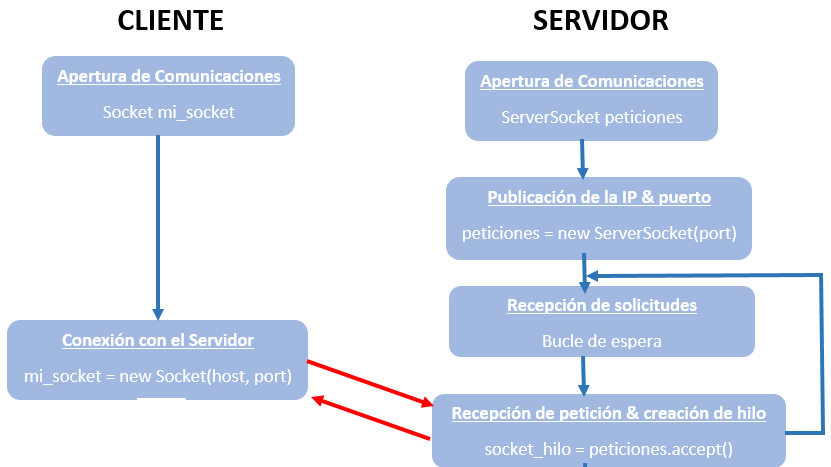 CLIENTE
Apertura de Comunicaciones
Socket mi_socket
Conexión con el Servidor
mi_socket = new Socket(host, port)
SERVIDOR
Apertura de Comunicaciones
ServerSocket peticiones
Publicación de la IP & puerto
peticiones = new ServerSocket(port)
Recepción de solicitudes
Bucle de espera
Recepción de petición & creación de hilo
socket_hilo = peticiones.accept()